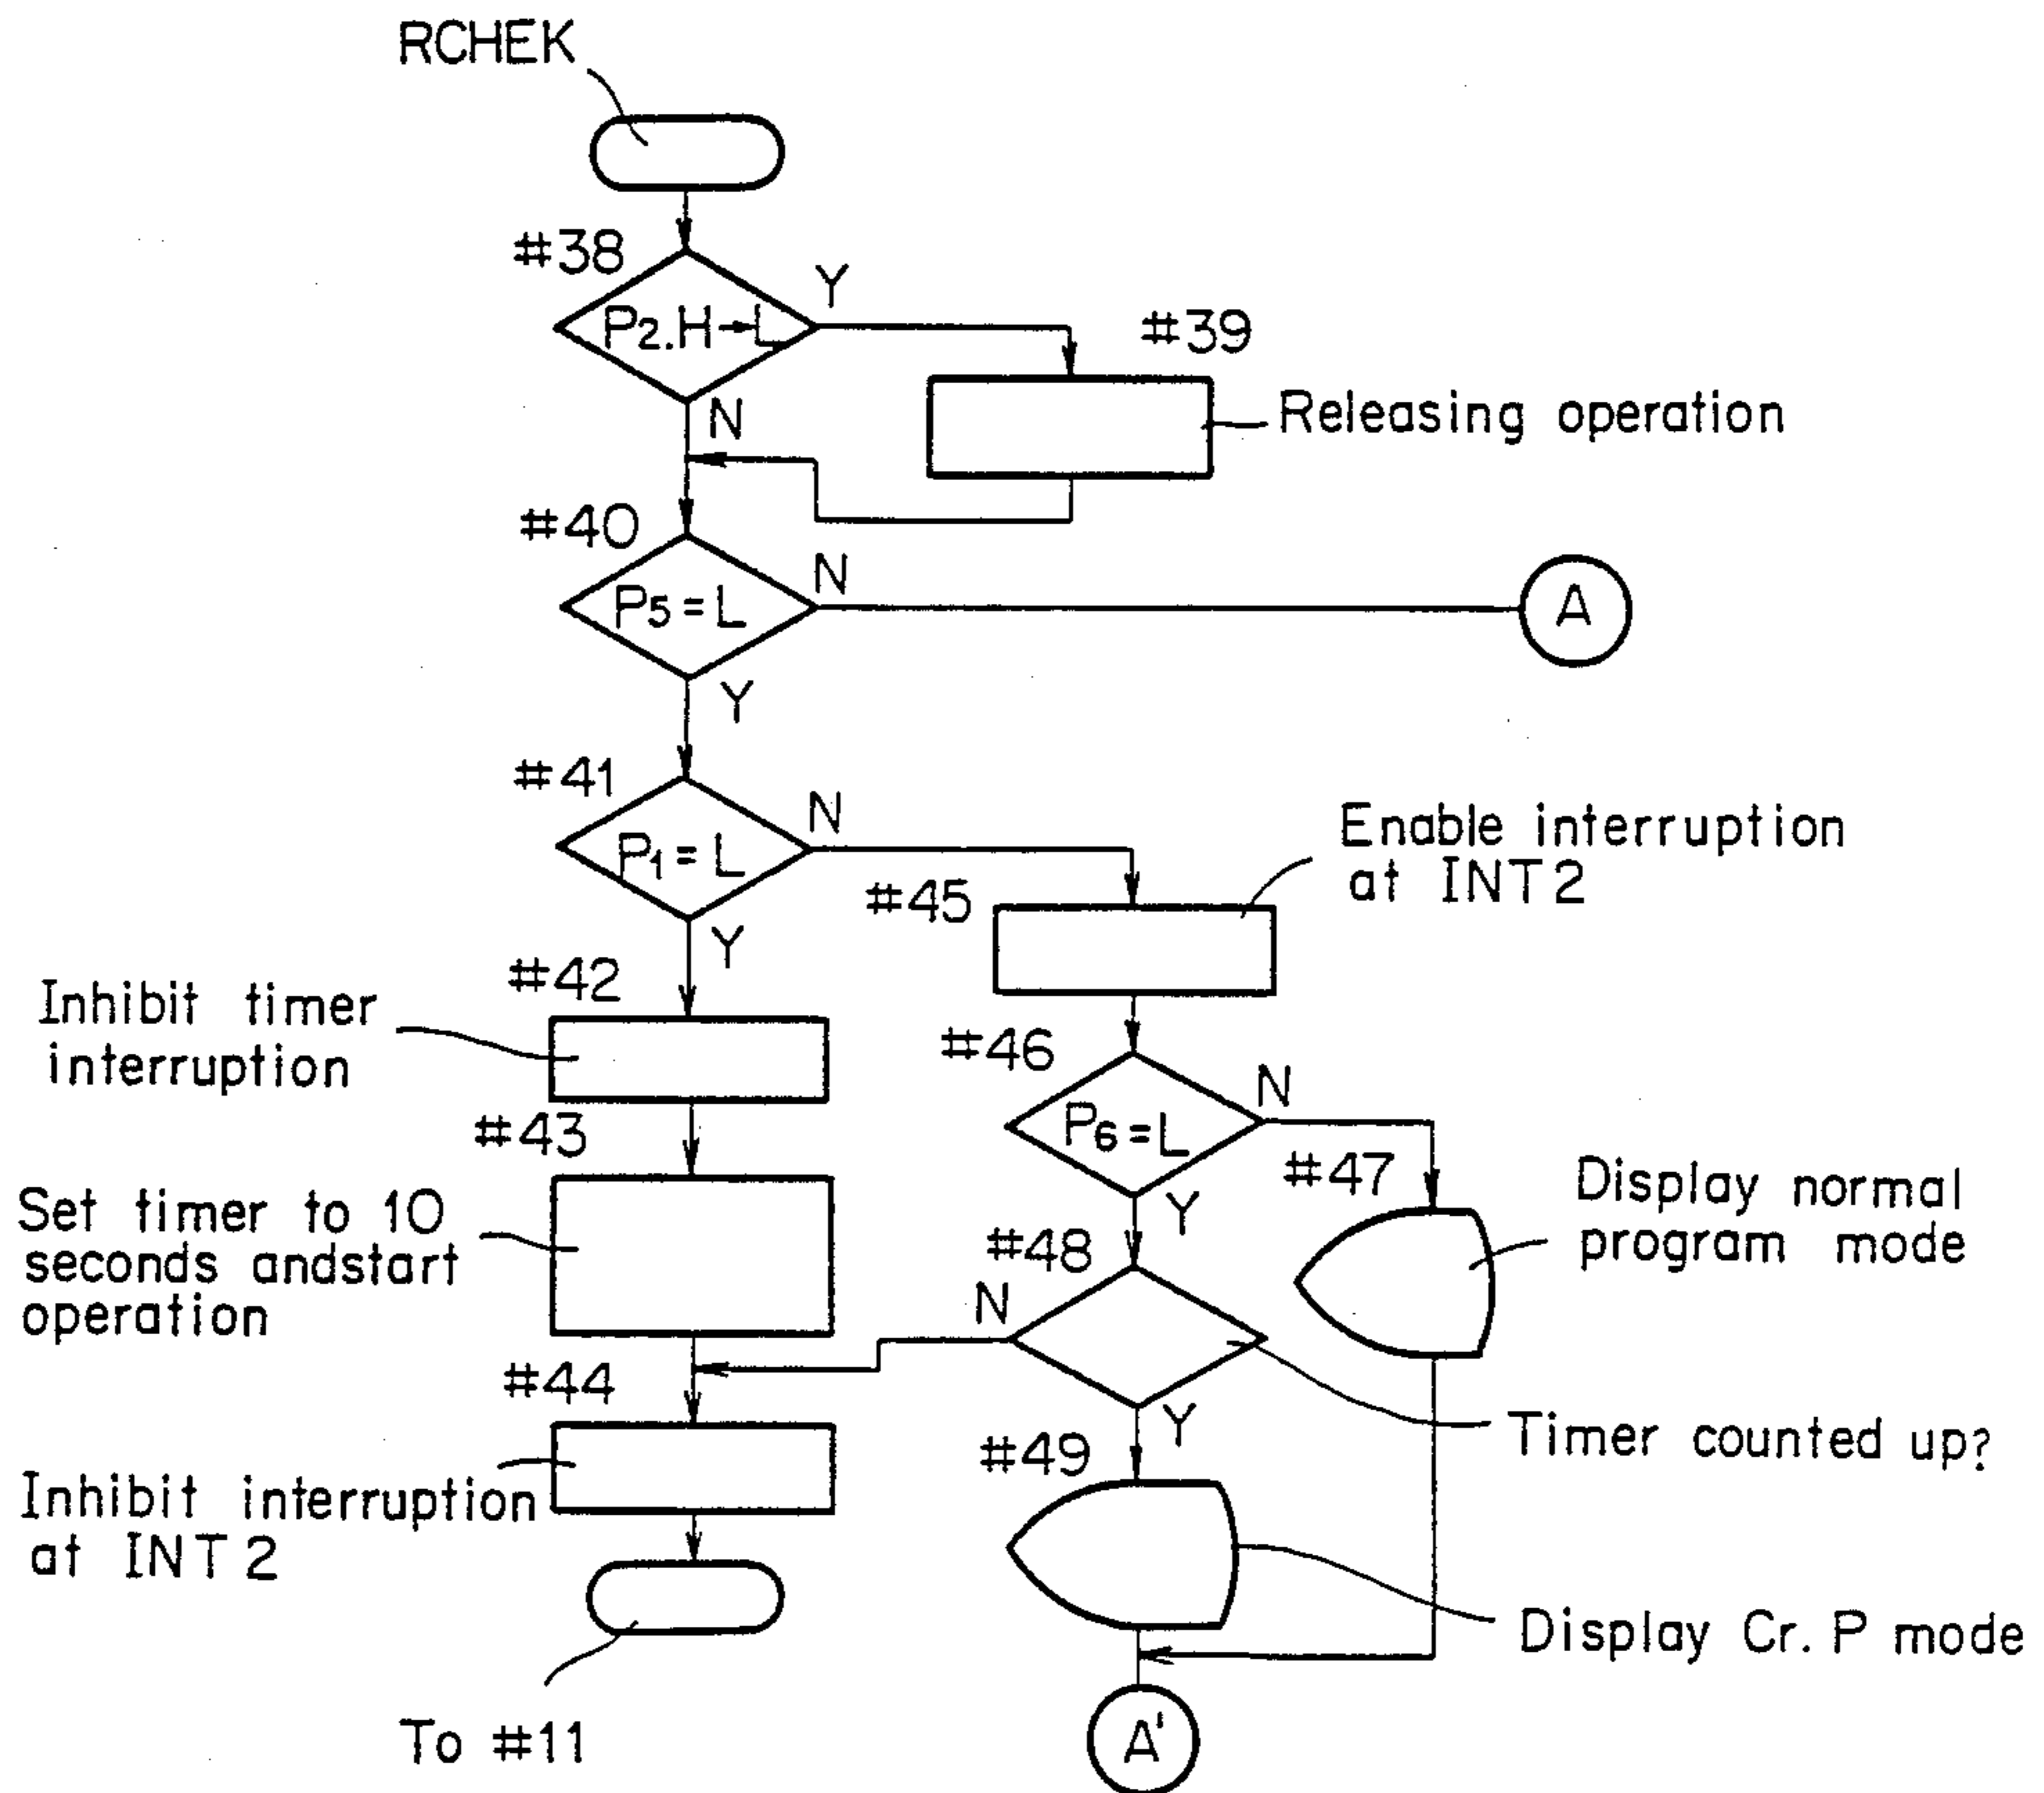 RCHEK
#38
P2.H→L
Y
N
#39
Releasing operation
#40
P5=L
N
A
Y
#41
P1=L
N
Y
#45
Enable interruption
at INT2
#42
Inhibit timer
interruption
#46
P6=L
N
Y
#43
Set timer to 10
seconds andstart
operation
#47
Display normal
program mode
#48
N
Y
Timer counted up?
#44
Inhibit interruption
at INT2
#49
Display Cr. P mode
To #11
A'